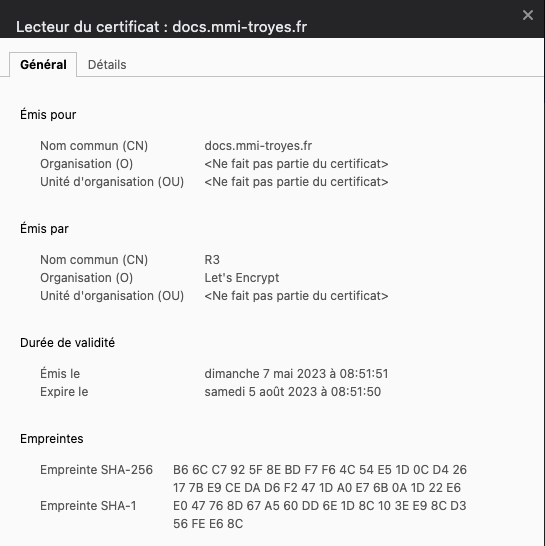 Lecteur du certificat : docs.mmi-troyes.fr
Général Détails
Émis pour
Nom commun (CN) docs.mmi-troyes.fr
Organisation (O) <Ne fait pas partie du certificat>
Unité d'organisation (OU) <Ne fait pas partie du certificat>
Émis par
Nom commun (CN) R3
Organisation (O) Let's Encrypt
Unité d'organisation (OU) <Ne fait pas partie du certificat>
Durée de validité
Émis le dimanche 7 mai 2023 à 08:51:51
Expire le samedi 5 août 2023 à 08:51:50
Empreintes
Empreinte SHA-256 B6 6C C7 92 5F 8E BD F7 F6 4C 54 E5 1D 0C D4 26
17 7B E9 CE DA D6 F2 47 1D A0 E7 6B 0A 1D 22 E6
Empreinte SHA-1 E0 47 76 8D 67 A5 60 DD 6E 1D 8C 10 3E E9 8C D3
56 FE E6 8C